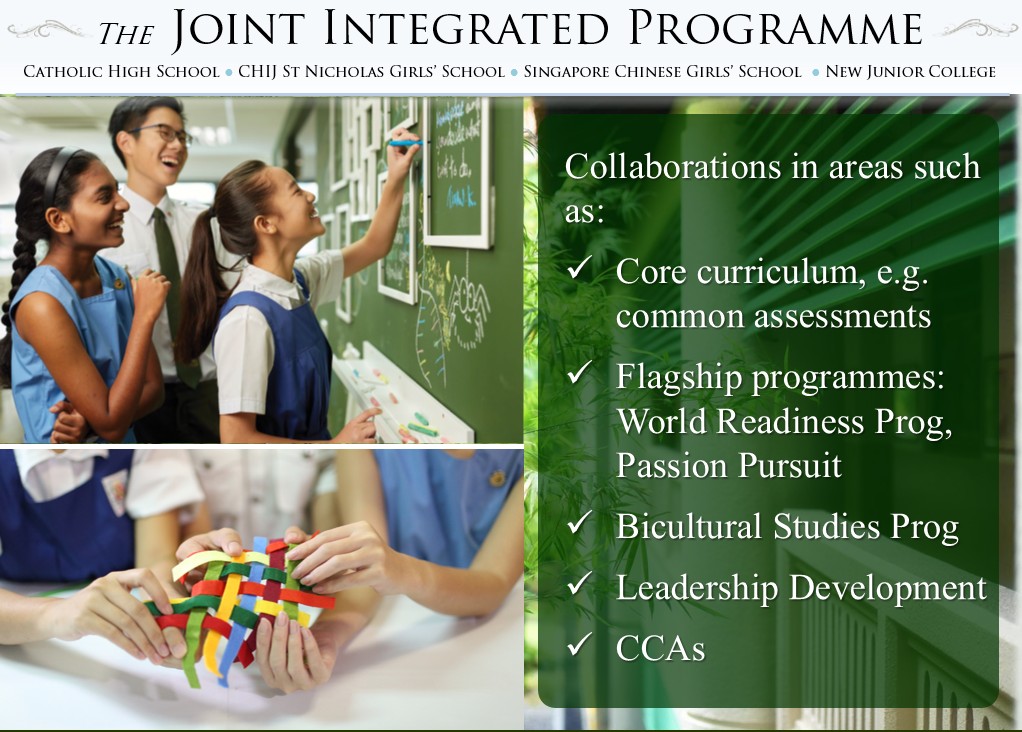 THE JOINT INTEGRATED PROGRAMME
CATHOLIC HIGH SCHOOL • CHIJ ST NICHOLAS GIRLS' SCHOOL • SINGAPORE CHINESE GIRLS' SCHOOL • NEW JUNIOR COLLEGE
Collaborations in areas such
as:
✓ Core curriculum, e.g.
common assessments
✓ Flagship programmes:
World Readiness Prog,
Passion Pursuit
✓ Bicultural Studies Prog
✓ Leadership Development
✓ CCAs